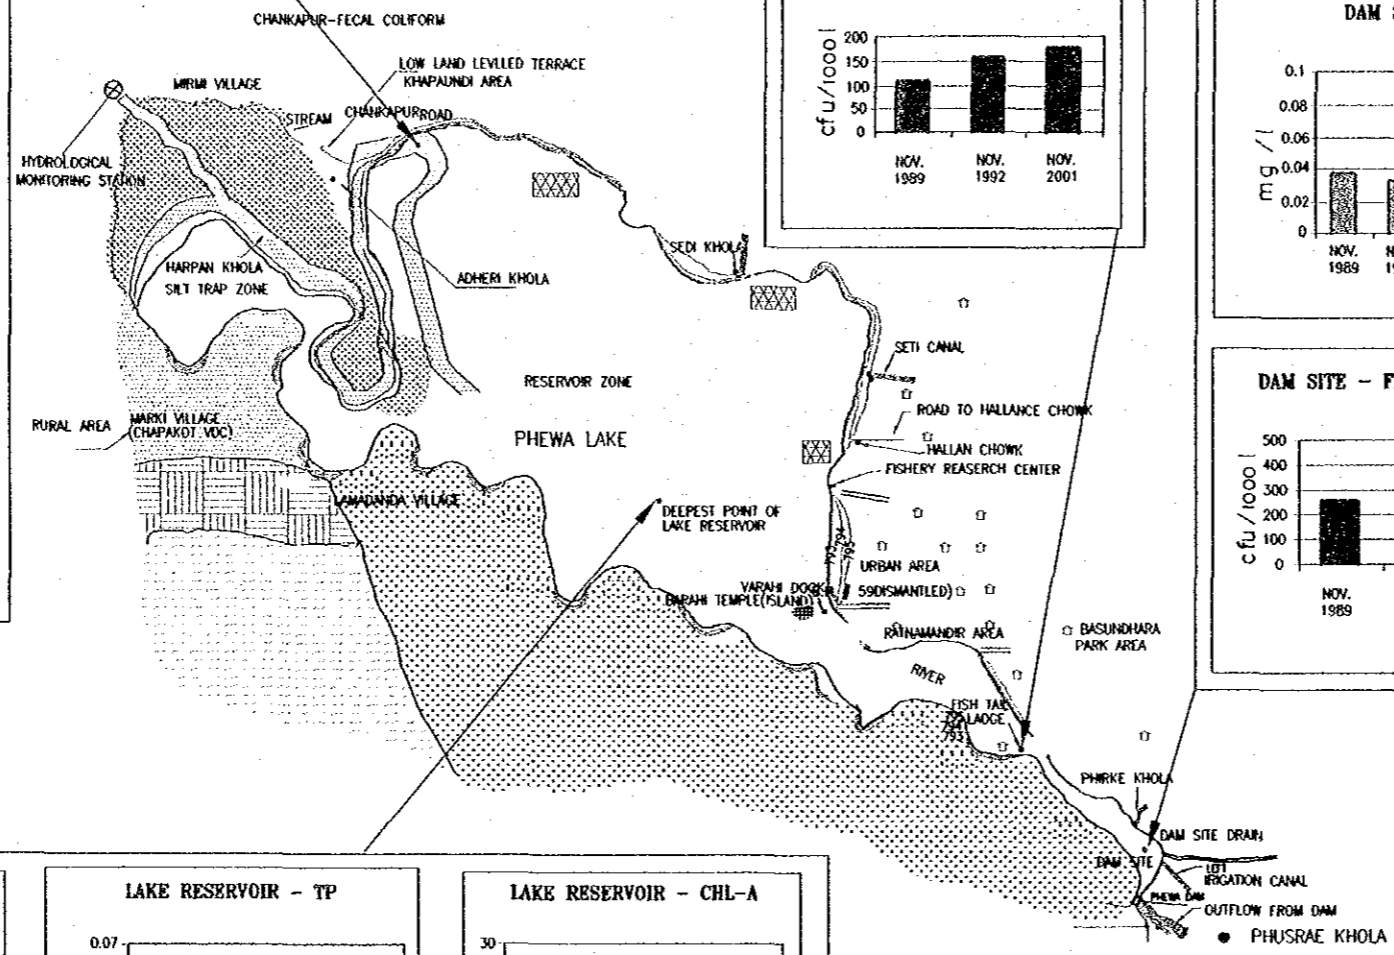 CHANKAPUR-FECAL COLIFORM
LOW LAND LEVLLED TERRACE
KHAPAUNDI AREA
MIRMI VILLAGE
STREAM
CHANKAPUR ROAD
HYDROLOGICAL
MONITORING STATION
HARPAN KHOLA
SILT TRAP ZONE
ADHERI KHOLA
SEDI KHOLA
SETI CANAL
RESERVOIR ZONE
ROAD TO HALLANCE CHOWK
RURAL AREA
MARKI VILLAGE
(CHAPAKOT VDC)
PHEWA LAKE
HALLAN CHOWK
FISHERY REASERCH CENTER
LAMADANDA VILLAGE
DEEPEST POINT OF
LAKE RESERVOIR
793
794
795
URBAN AREA
VARAHI DOCK
59DISMANTLED)
BARAHI TEMPLE(ISLAND)
RATNAMANDIR AREA
BASUNDHARA
PARK AREA
RIVER
FISH TAIL
LADGE
795
794
793
PHIRKE KHOLA
DAM SITE DRAIN
DAM SITE
IRIGATION CANAL
PHEWA DAM
OUTFLOW FROM DAM
PHUSRAE KHOLA
cfu/1000 l
200
150
100
50
0
NOV.
1989
NOV.
1992
NOV.
2001
DAM
mg /l
0.1
0.08
0.06
0.04
0.02
0
NOV.
1989
DAM SITE - F
cfu/1000 l
500
400
300
200
100
0
NOV.
1989
LAKE RESERVOIR - TP
0.07
LAKE RESERVOIR - CHL-A
30